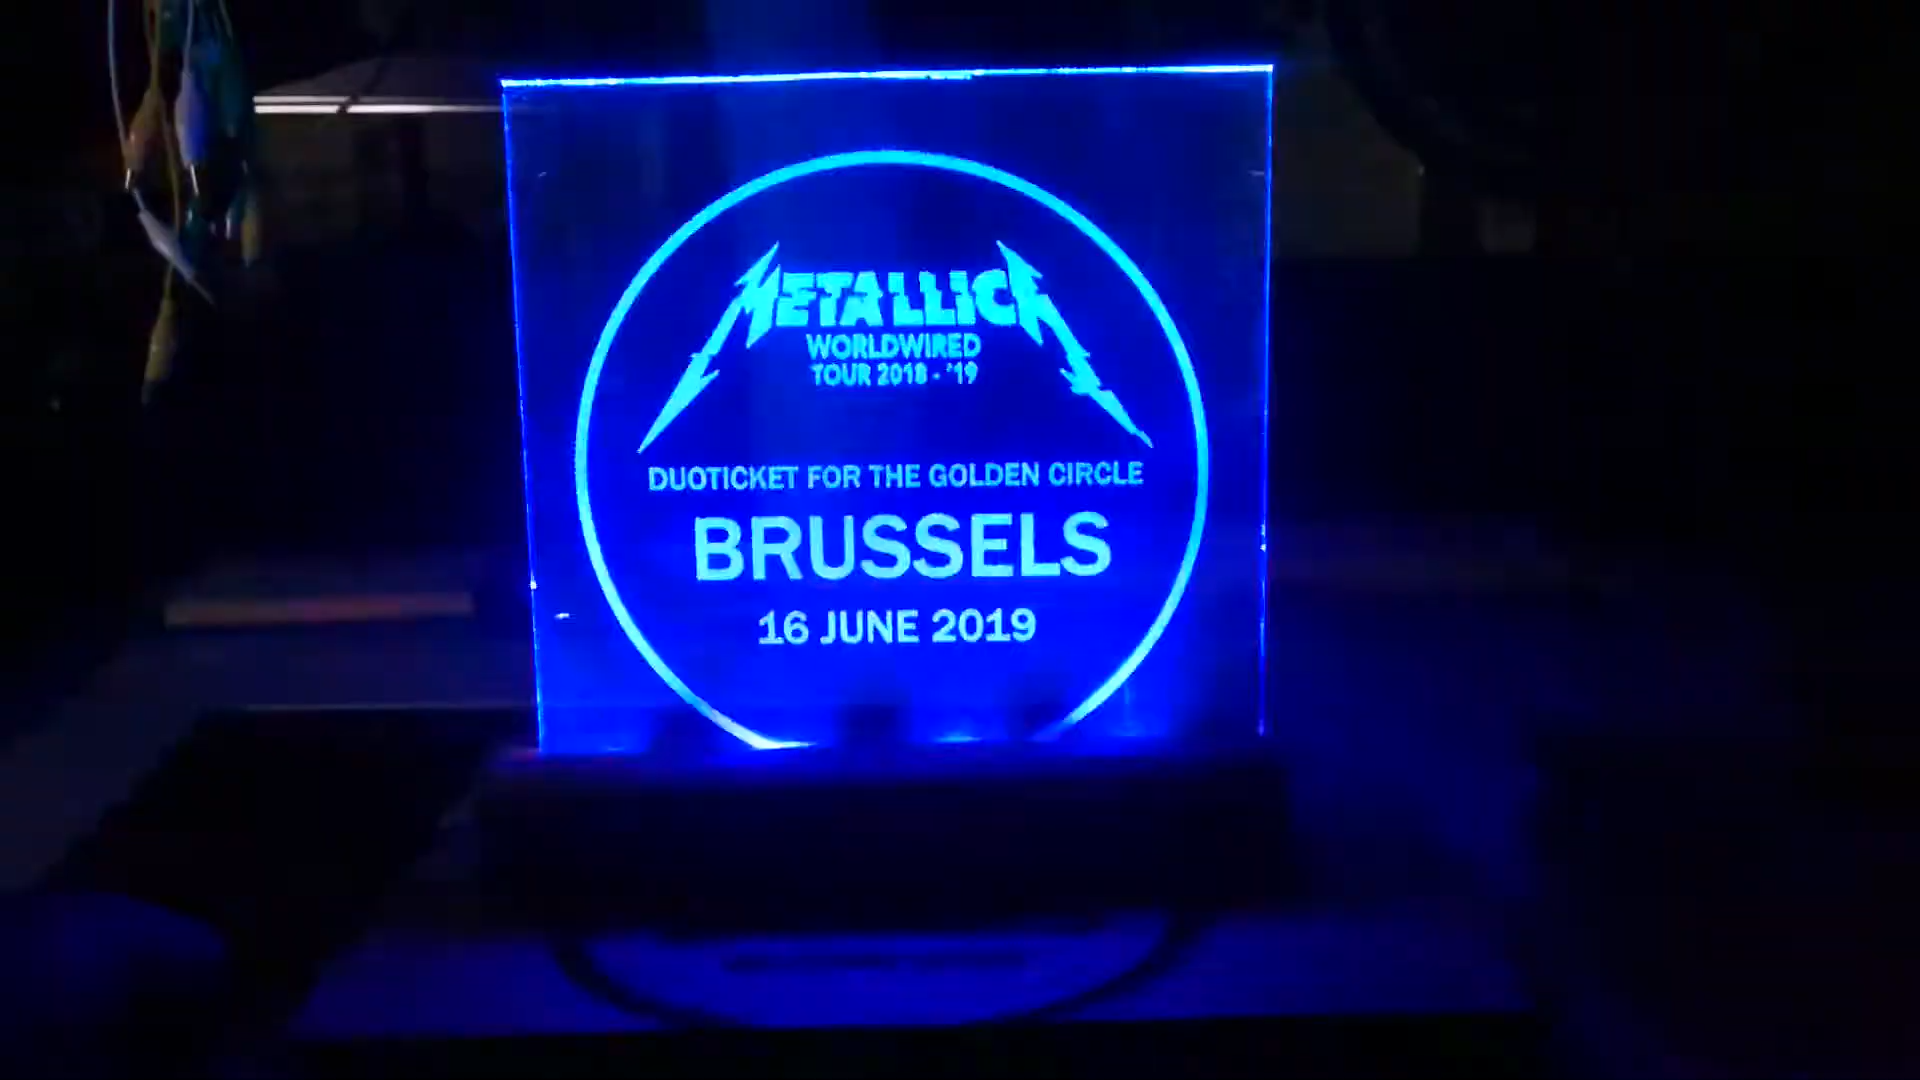 METALLICA
WORLDWIRED
TOUR 2018 - '19
DUOTICKET FOR THE GOLDEN CIRCLE
BRUSSELS
16 JUNE 2019